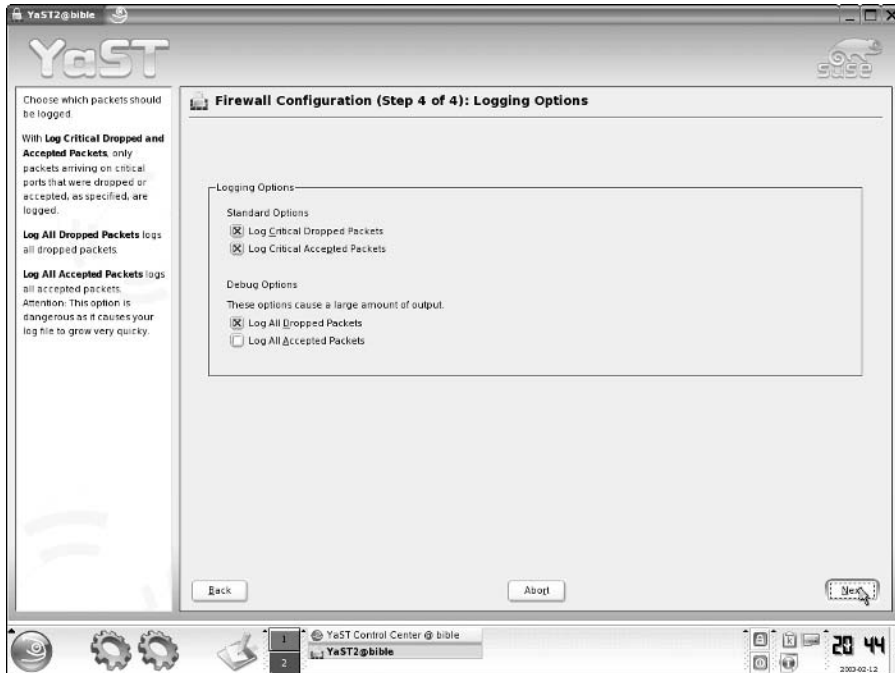 YaST2@bible
YaST
SUSE
Choose which packets should
be logged.
With Log Critical Dropped and
Accepted Packets, only
packets arriving on critical
ports that were dropped or
accepted, as specified, are
logged.
Log All Dropped Packets logs
all dropped packets.
Log All Accepted Packets logs
all accepted packets.
Attention: This option is
dangerous as it causes your
log file to grow very quicky.
Firewall Configuration (Step 4 of 4): Logging Options
Logging Options
Standard Options
Log Critical Dropped Packets
Log Critical Accepted Packets
Debug Options
These options cause a large amount of output.
Log All Dropped Packets
Log All Accepted Packets
Back
Abort
Next
1
2
YaST Control Center @ bible
YaST2@bible
20 44
2003-02-12